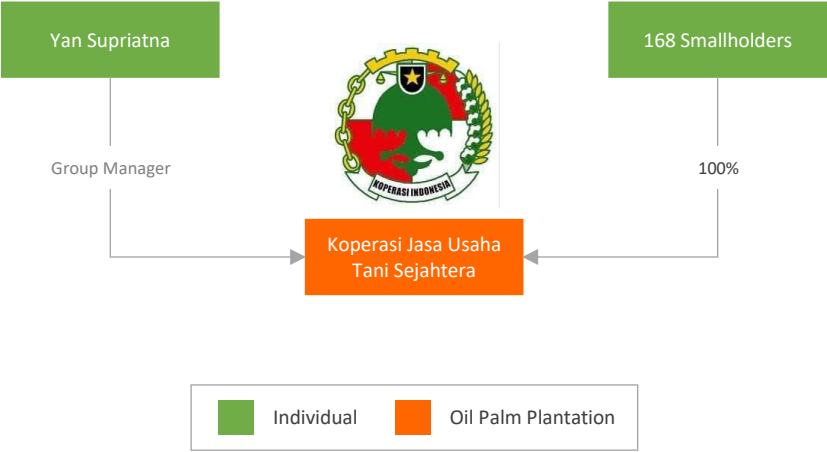 Yan Supriatna
168 Smallholders
KOPERASI INDONESIA
Group Manager
100%
Koperasi Jasa Usaha
Tani Sejahtera
Individual
Oil Palm Plantation